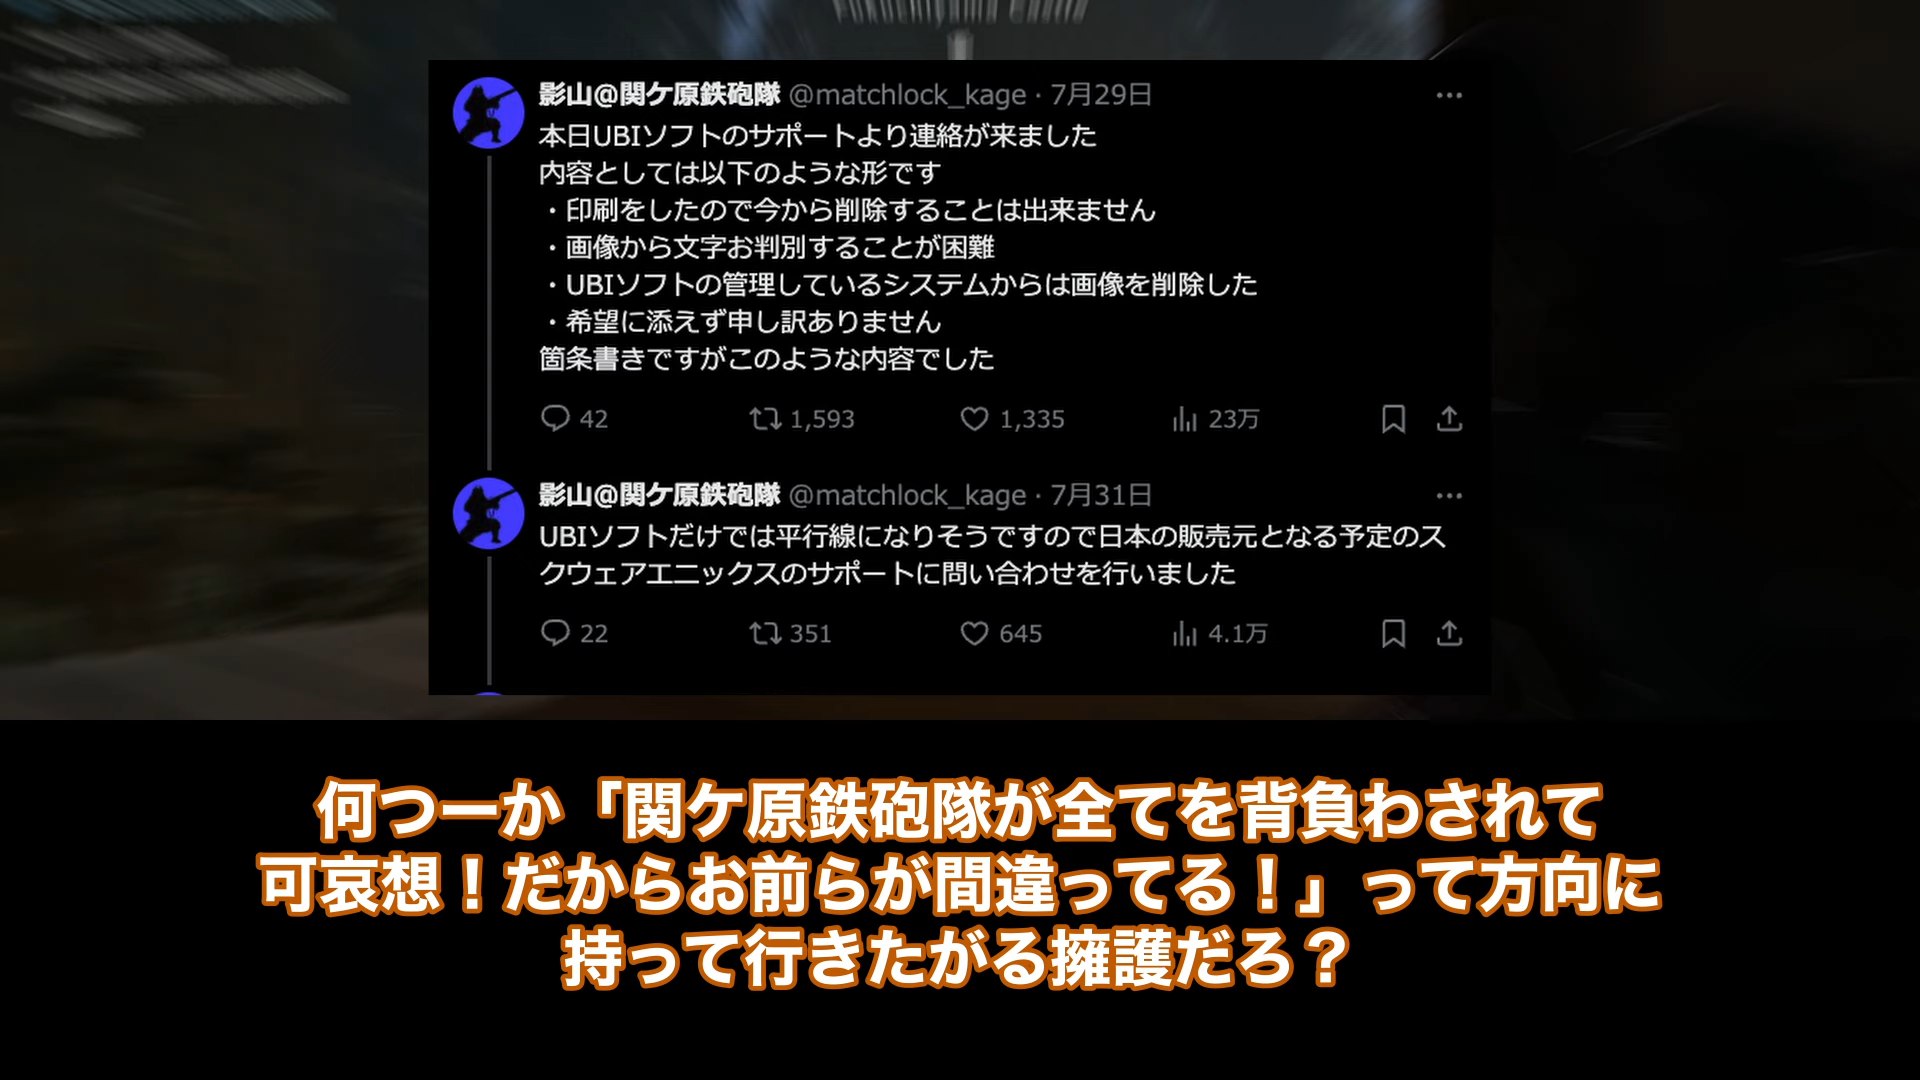 影山@関ケ原鉄砲隊 @matchlock_kage · 7月29日
本日UBIソフトのサポートより連絡が来ました
内容としては以下のような形です
・印刷をしたので今から削除することは出来ません
・画像から文字お判別することが困難
・UBIソフトの管理しているシステムからは画像を削除した
・希望に添えず申し訳ありません
箇条書きですがこのような内容でした
42 1,593 1,335 23万
影山@関ケ原鉄砲隊 @matchlock_kage · 7月31日
UBIソフトだけでは平行線になりそうですので日本の販売元となる予定のス
クウェアエニックスのサポートに問い合わせを行いました
22 351 645 4.1万
何つーか「関ケ原鉄砲隊が全てを背負わされて
可哀想！だからお前らが間違ってる！」って方向に
持って行きたがる擁護だろ？